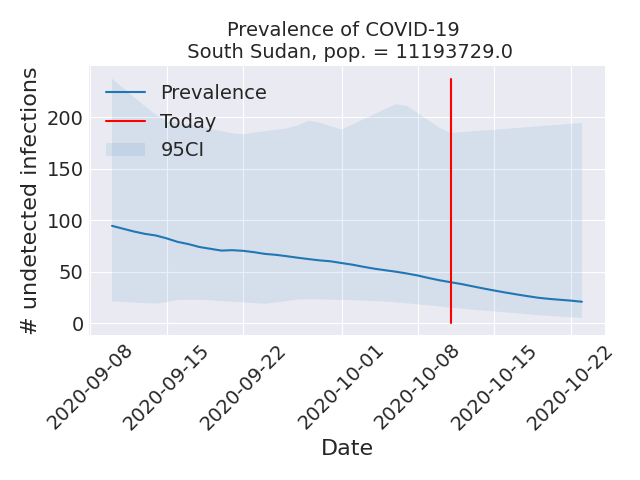 Prevalence of COVID-19
South Sudan, pop. = 11193729.0
# undetected infections
200
150
100
50
0
Prevalence
Today
95CI
2020-09-08
2020-09-15
2020-09-22
2020-10-01
2020-10-08
2020-10-15
2020-10-22
Date